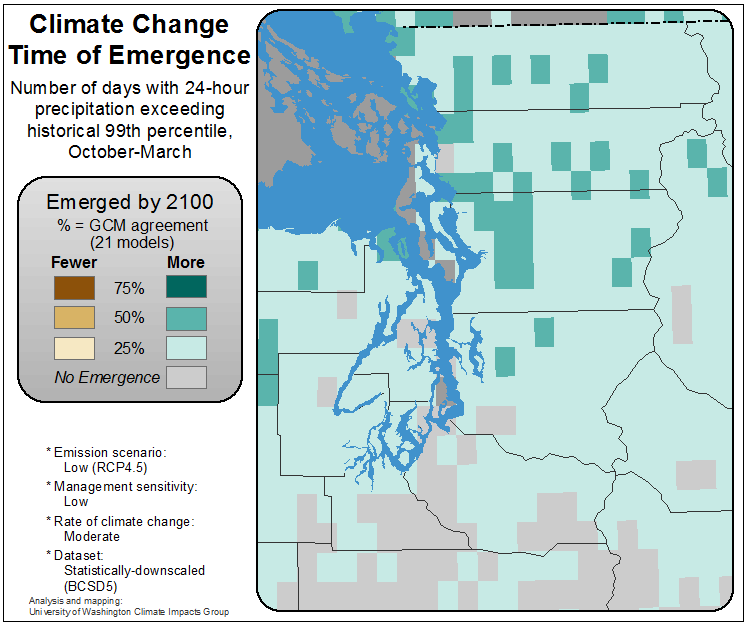 Climate Change
Time of Emergence
Number of days with 24-hour
precipitation exceeding
historical 99th percentile,
October-March
Emerged by 2100
% = GCM agreement
(21 models)
Fewer More
75%
50%
25%
No Emergence
* Emission scenario:
Low (RCP4.5)
* Management sensitivity:
Low
* Rate of climate change:
Moderate
* Dataset:
Statistically-downscaled
(BCSD5)
Analysis and mapping:
University of Washington Climate Impacts Group